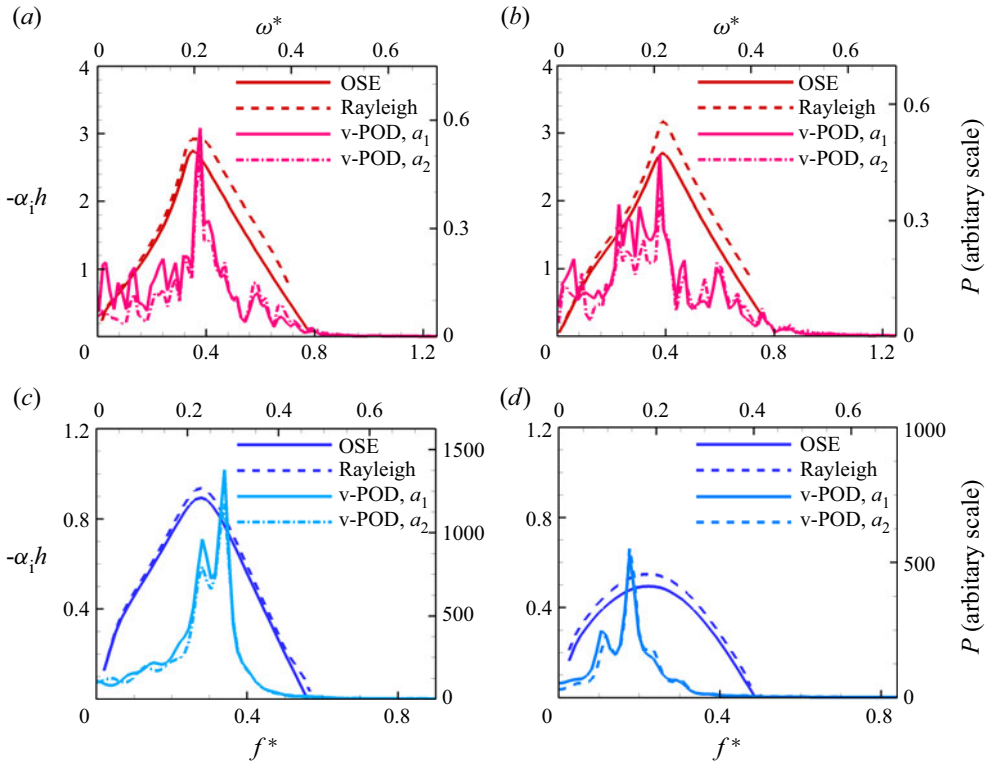 (a)
ω*
0 0.2 0.4 0.6
4
3
2
1
0 0.4 0.8 1.2
-αᵢh
OSE
Rayleigh
v-POD, a₁
v-POD, a₂
0.6
0.3
0
(b)
ω*
0 0.2 0.4 0.6
4
3
2
1
0 0.4 0.8 1.2
OSE
Rayleigh
v-POD, a₁
v-POD, a₂
0.6
0.3
0
P (arbitary scale)
(c)
0 0.2 0.4 0.6
1.2
0.8
0.4
0 0.4 0.8
-αᵢh
f*
OSE
Rayleigh
v-POD, a₁
v-POD, a₂
1500
1000
500
0
(d)
0 0.2 0.4 0.6
1.2
0.8
0.4
0 0.4 0.8
f*
OSE
Rayleigh
v-POD, a₁
v-POD, a₂
1000
500
0
P (arbitary scale)